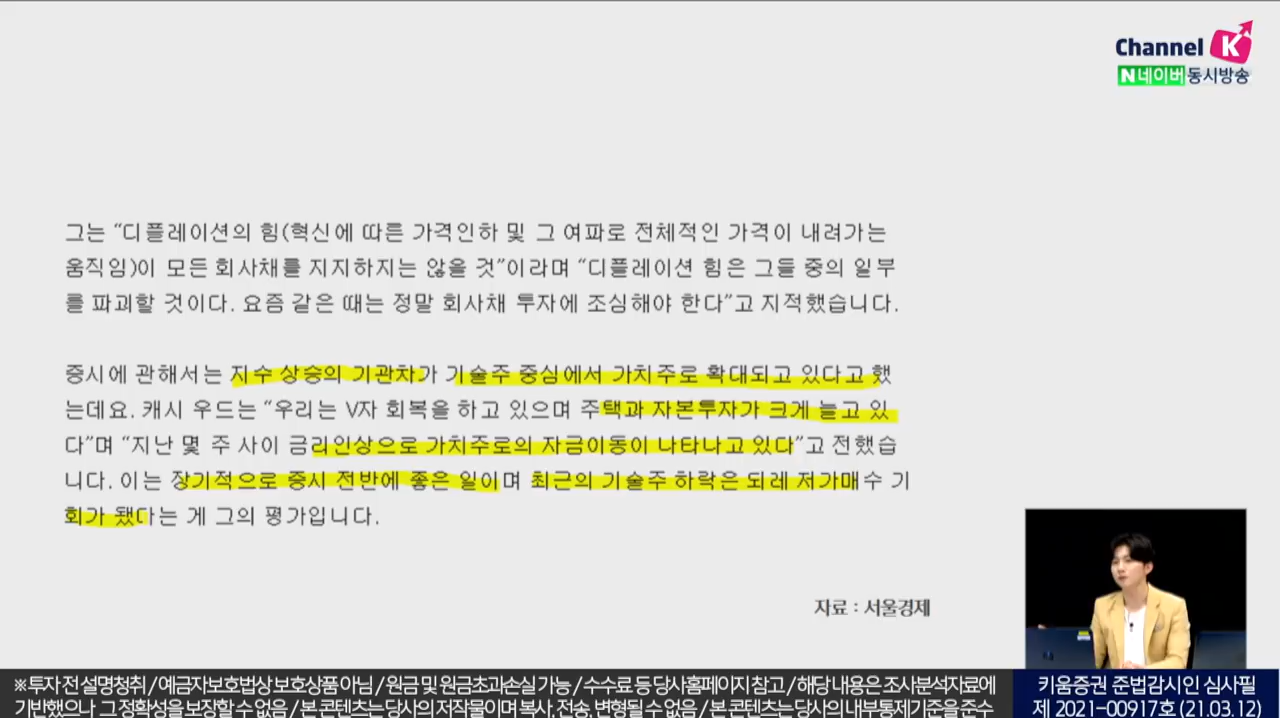 Channel K
N네이버 동시방송
그는 “디플레이션의 힘(혁신에 따른 가격인하 및 그 여파로 전체적인 가격이 내려가는
움직임)이 모든 회사채를 지지하지는 않을 것”이라며 “디플레이션 힘은 그들 중의 일부
를 파괴할 것이다. 요즘 같은 때는 정말 회사채 투자에 조심해야 한다”고 지적했습니다.
증시에 관해서는 지수 상승의 기관차가 기술주 중심에서 가치주로 확대되고 있다고 했
는데요. 캐시 우드는 “우리는 V자 회복을 하고 있으며 주택과 자본투자가 크게 늘고 있
다”며 “지난 몇 주 사이 금리인상으로 가치주로의 자금이동이 나타나고 있다”고 전했습
니다. 이는 장기적으로 증시 전반에 좋은 일이며 최근의 기술주 하락은 되레 저가매수 기
회가 됐다는 게 그의 평가입니다.
자료 : 서울경제
※투자 전 설명청취 / 예금자보호법상 보호상품 아님 / 원금 및 원금초과손실 가능 / 수수료 등 당사홈페이지 참고 / 해당 내용은 조사분석자료에
기반했으나 그 정확성을 보장할 수 없음 / 본 콘텐츠는 당사의 저작물이며 복사, 전송, 변형될 수 없음 / 본 콘텐츠는 당사의 내부통제기준을 준수
키움증권 준법감시인 심사필
제 2021-00917호 (21.03.12)